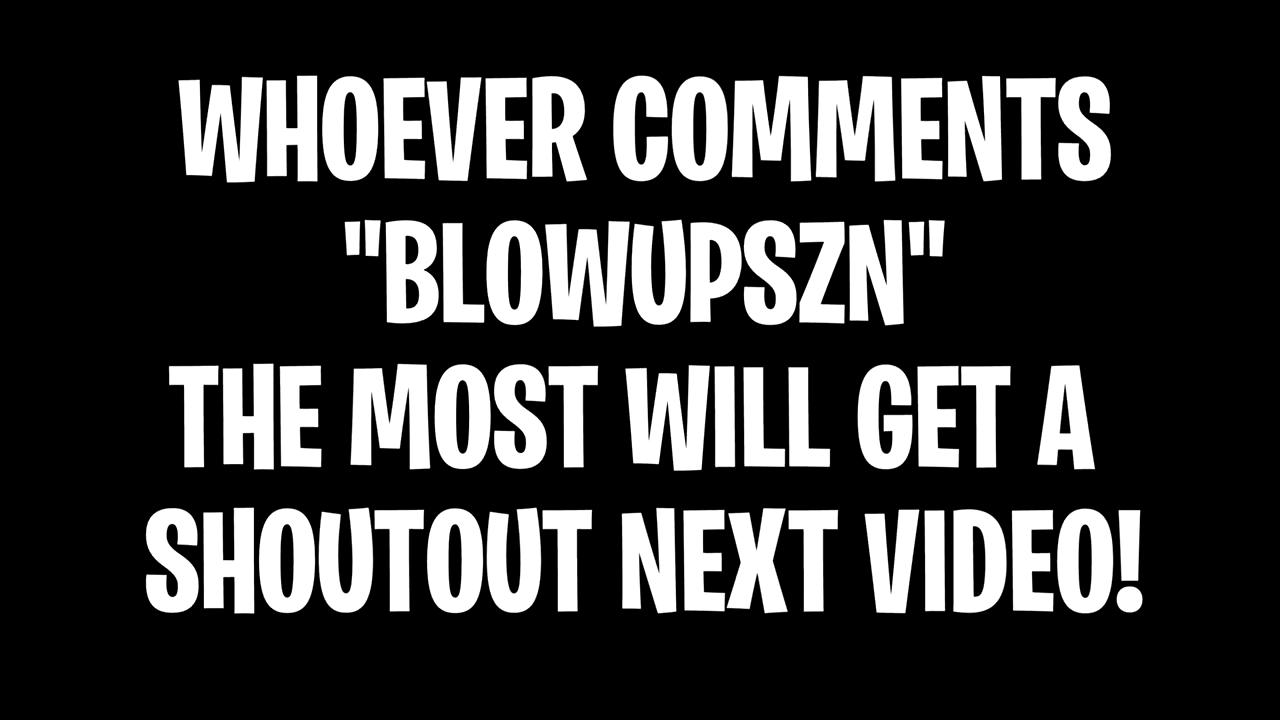 WHOEVER COMMENTS
"BLOWUPSZN"
THE MOST WILL GET A
SHOUTOUT NEXT VIDEO!